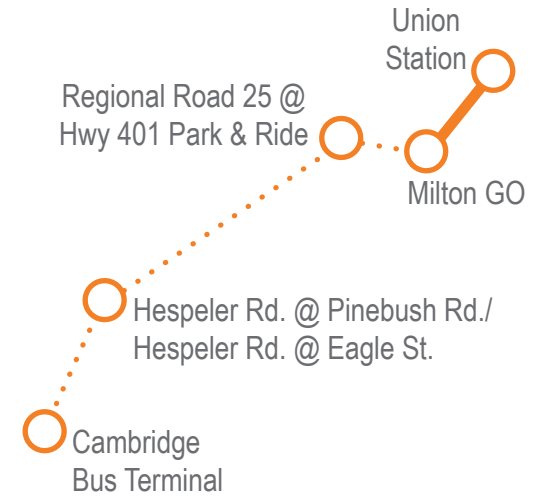 Union
Station
Regional Road 25 @
Hwy 401 Park & Ride
Milton GO
Hespeler Rd. @ Pinebush Rd./
Hespeler Rd. @ Eagle St.
Cambridge
Bus Terminal